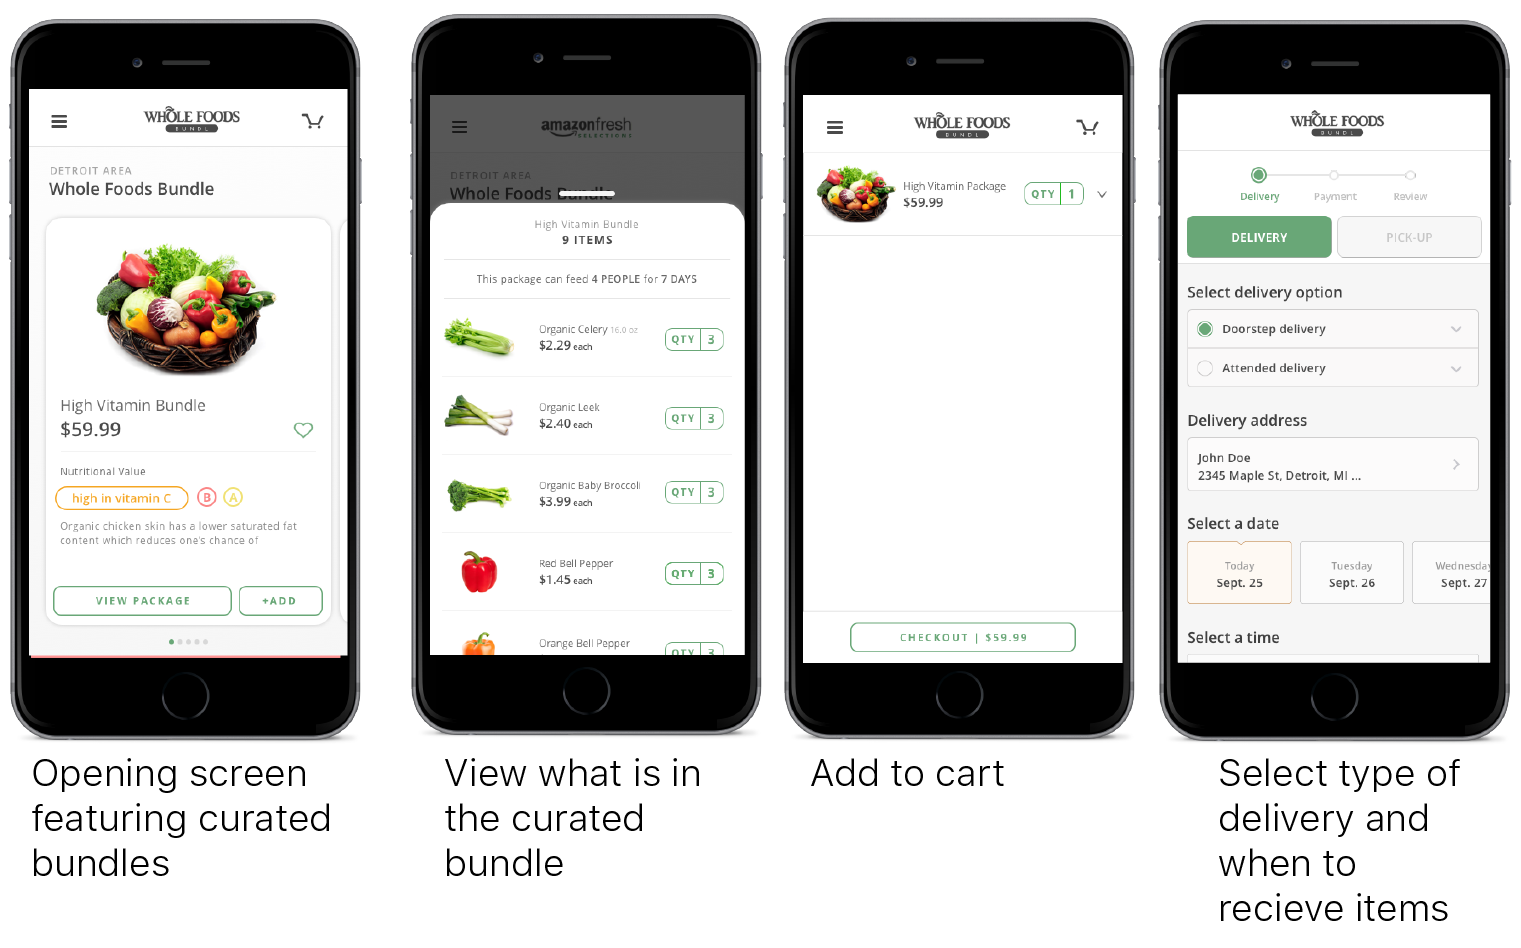 WHOLE FOODS
BUNDL
DETROIT AREA
Whole Foods Bundle
High Vitamin Bundle
$59.99
Nutritional Value
high in vitamin C B A
Organic chicken skin has a lower saturated fat
content which reduces one's chance of
VIEW PACKAGE +ADD
Opening screen
featuring curated
bundles
amazonfresh
SELECTIONS
DETROIT AREA
Whole Foods Bundle
High Vitamin Bundle
9 ITEMS
This package can feed 4 PEOPLE for 7 DAYS
Organic Celery 16.0 oz
$2.29 each
QTY 3
Organic Leek
$2.40 each
QTY 3
Organic Baby Broccoli
$3.99 each
QTY 3
Red Bell Pepper
$1.45 each
QTY 3
Orange Bell Pepper
QTY 3
View what is in
the curated
bundle
WHOLE FOODS
BUNDL
High Vitamin Package
$59.99
QTY 1
CHECKOUT | $59.99
Add to cart
WHOLE FOODS
BUNDL
Delivery Payment Review
DELIVERY PICK-UP
Select delivery option
Doorstep delivery
Attended delivery
Delivery address
John Doe
2345 Maple St, Detroit, MI ...
Select a date
Today Tuesday Wednesday
Sept. 25 Sept. 26 Sept. 27
Select a time
Select type of
delivery and
when to
recieve items